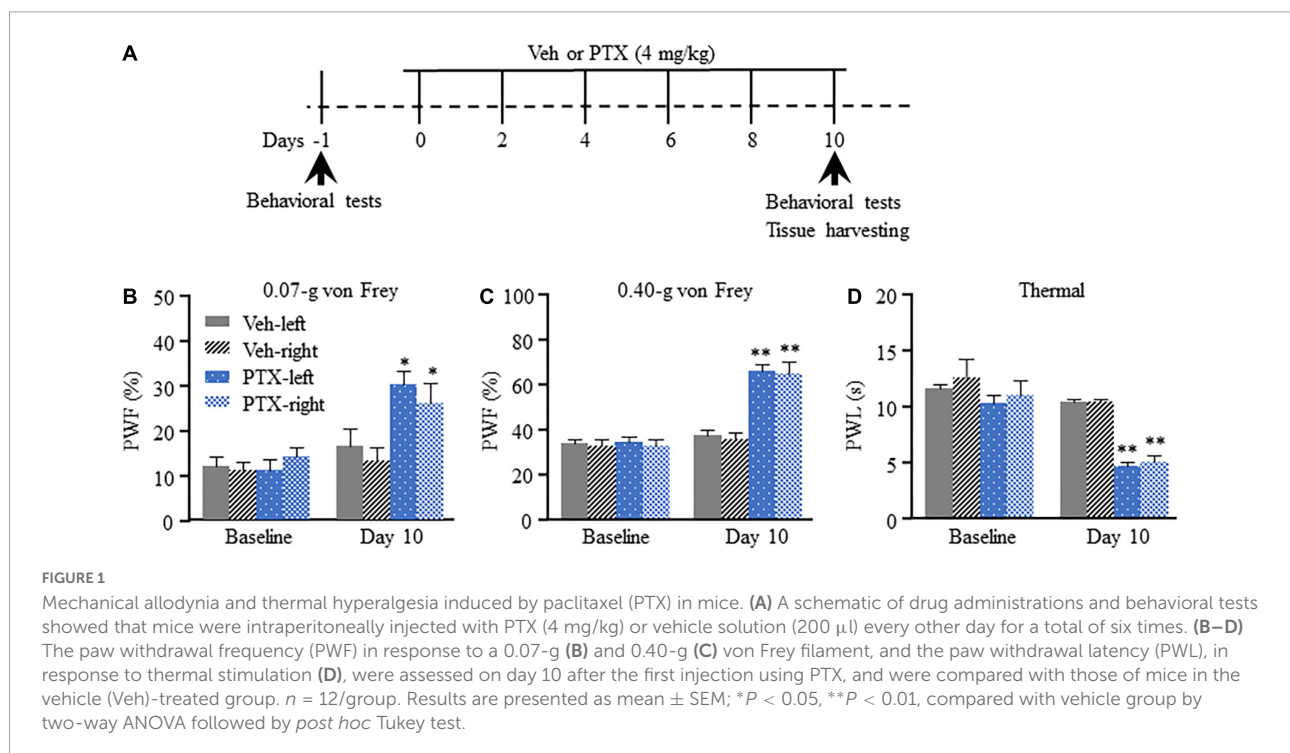 A
Veh or PTX (4 mg/kg)
Days -1 0 2 4 6 8 10
Behavioral tests
Behavioral tests
Tissue harvesting
B
0.07-g von Frey
PWF (%)
50
40
30
20
10
0
Veh-left
Veh-right
PTX-left
PTX-right
* *
Baseline Day 10
C
0.40-g von Frey
PWF (%)
100
80
60
40
20
0
** **
Baseline Day 10
D
Thermal
PWL (s)
20
15
10
5
0
** **
Baseline Day 10
FIGURE 1
Mechanical allodynia and thermal hyperalgesia induced by paclitaxel (PTX) in mice. (A) A schematic of drug administrations and behavioral tests
showed that mice were intraperitoneally injected with PTX (4 mg/kg) or vehicle solution (200 μl) every other day for a total of six times. (B–D)
The paw withdrawal frequency (PWF) in response to a 0.07-g (B) and 0.40-g (C) von Frey filament, and the paw withdrawal latency (PWL), in
response to thermal stimulation (D), were assessed on day 10 after the first injection using PTX, and were compared with those of mice in the
vehicle (Veh)-treated group. n = 12/group. Results are presented as mean ± SEM; *P < 0.05, **P < 0.01, compared with vehicle group by
two-way ANOVA followed by post hoc Tukey test.